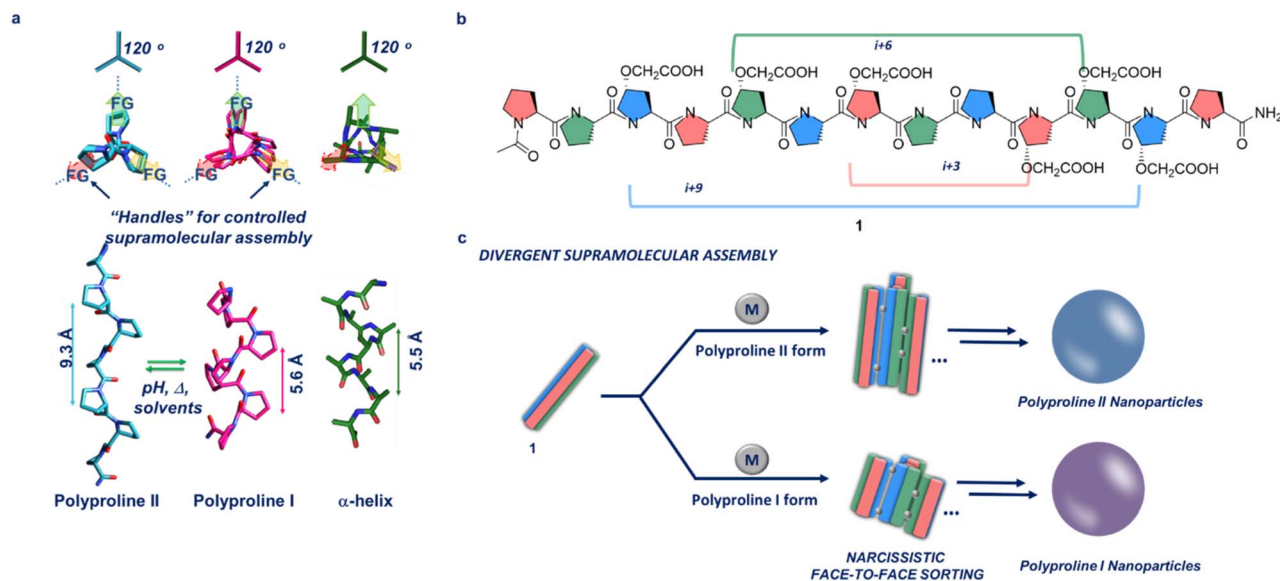 a
120 °
120 °
120 °
FG
FG
FG
FG
FG
FG
"Handles" for controlled
supramolecular assembly
9.3 Å
pH, Δ,
solvents
5.6 Å
5.5 Å
Polyproline II
Polyproline I
α-helix
b
i+6
OCH2COOH
OCH2COOH
OCH2COOH
OCH2COOH
O
O
O
O
O
O
N
N
N
N
N
N
N
N
N
N
N
N
N
NH2
O
O
O
O
O
O
O
O
OCH2COOH
OCH2COOH
i+3
i+9
1
c
DIVERGENT SUPRAMOLECULAR ASSEMBLY
M
Polyproline II form
...
Polyproline II Nanoparticles
1
M
Polyproline I form
...
NARCISSISTIC
FACE-TO-FACE SORTING
Polyproline I Nanoparticles